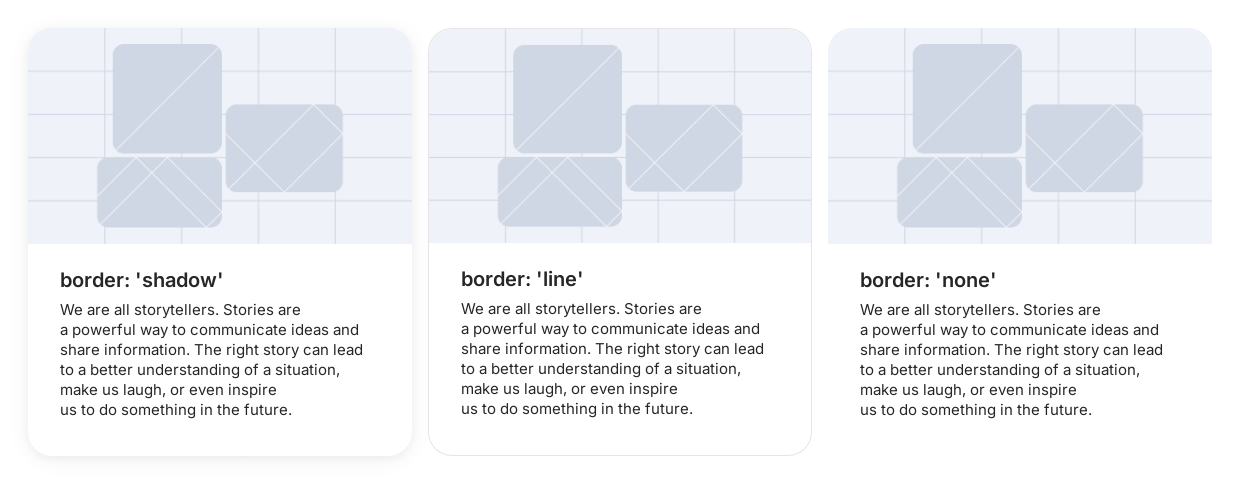 border: 'shadow'
We are all storytellers. Stories are
a powerful way to communicate ideas and
share information. The right story can lead
to a better understanding of a situation,
make us laugh, or even inspire
us to do something in the future.
border: 'line'
We are all storytellers. Stories are
a powerful way to communicate ideas and
share information. The right story can lead
to a better understanding of a situation,
make us laugh, or even inspire
us to do something in the future.
border: 'none'
We are all storytellers. Stories are
a powerful way to communicate ideas and
share information. The right story can lead
to a better understanding of a situation,
make us laugh, or even inspire
us to do something in the future.